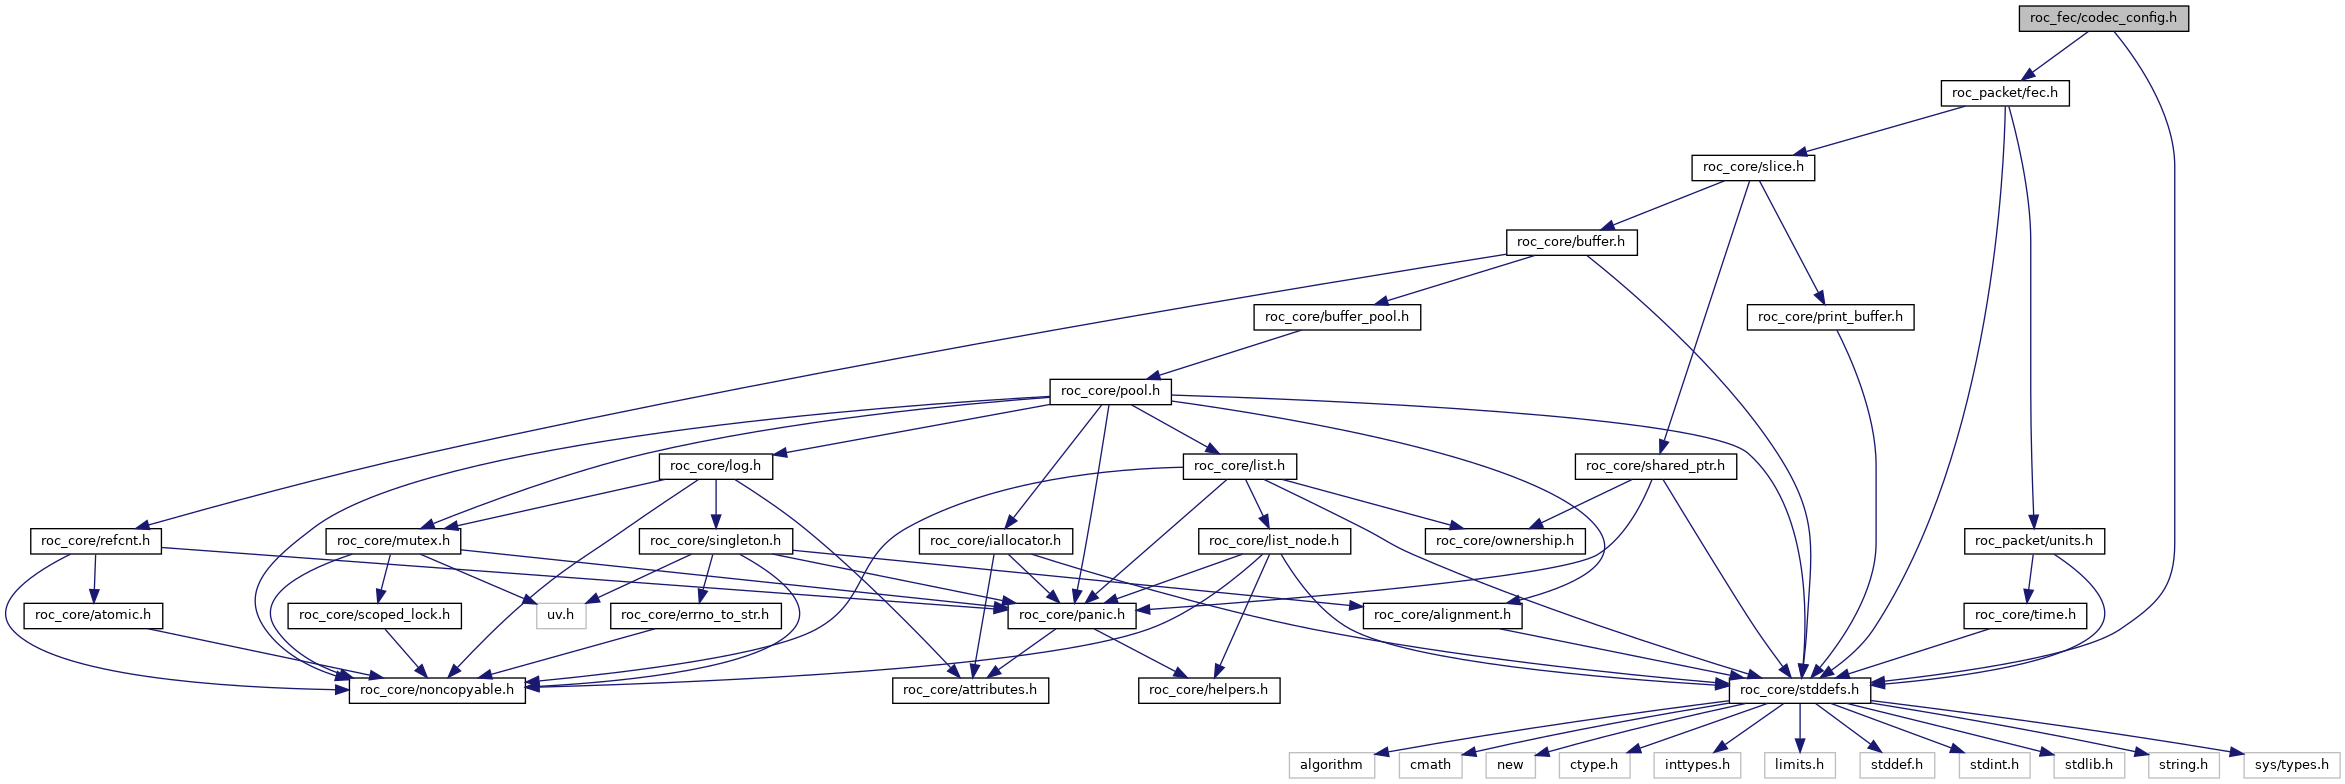 roc_fec/codec_config.h
roc_packet/fec.h
roc_core/slice.h
roc_core/buffer.h
roc_core/buffer_pool.h
roc_core/print_buffer.h
roc_core/pool.h
roc_core/log.h
roc_core/list.h
roc_core/shared_ptr.h
roc_core/refcnt.h
roc_core/mutex.h
roc_core/singleton.h
roc_core/iallocator.h
roc_core/list_node.h
roc_core/ownership.h
roc_packet/units.h
roc_core/atomic.h
roc_core/scoped_lock.h
uv.h
roc_core/errno_to_str.h
roc_core/panic.h
roc_core/alignment.h
roc_core/time.h
roc_core/noncopyable.h
roc_core/attributes.h
roc_core/helpers.h
roc_core/stddefs.h
algorithm
cmath
new
ctype.h
inttypes.h
limits.h
stddef.h
stdint.h
stdlib.h
string.h
sys/types.h